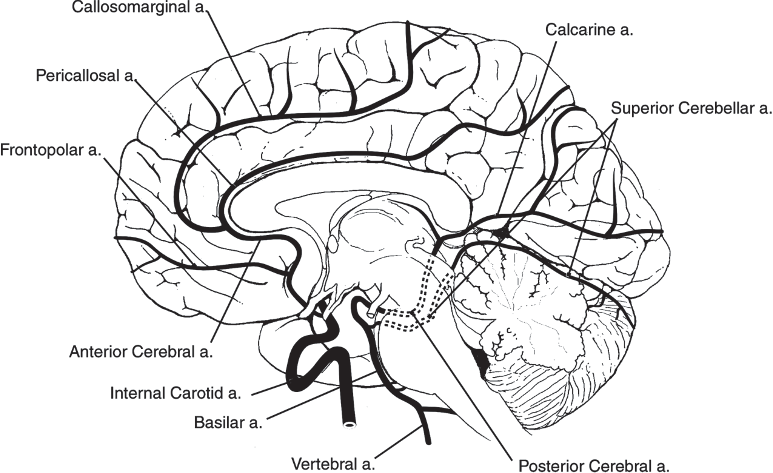 Callosomarginal a.
Calcarine a.
Pericallosal a.
Superior Cerebellar a.
Frontopolar a.
Anterior Cerebral a.
Internal Carotid a.
Basilar a.
Vertebral a.
Posterior Cerebral a.